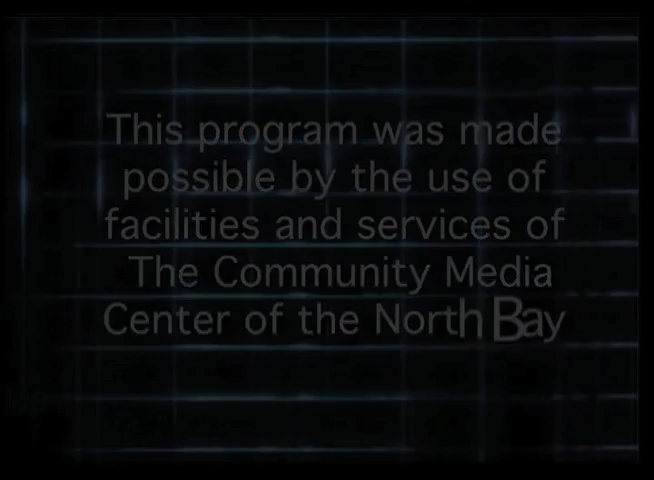 This program was made
possible by the use of
facilities and services of
The Community Media
Center of the North Bay